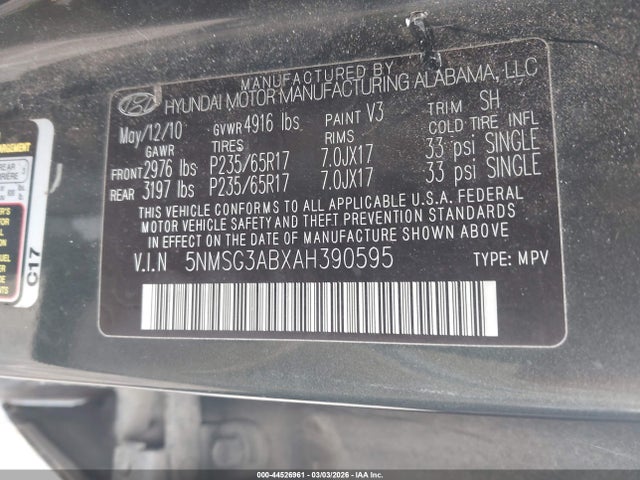 MANUFACTURED BY
HYUNDAI MOTOR MANUFACTURING ALABAMA, LLC
May/12/10 GVWR 4916 lbs PAINT V3 TRIM SH
GAWR TIRES RIMS COLD TIRE INFL
FRONT 2976 lbs P235/65R17 7.0JX17 33 psi SINGLE
REAR 3197 lbs P235/65R17 7.0JX17 33 psi SINGLE
THIS VEHICLE CONFORMS TO ALL APPLICABLE U.S.A. FEDERAL
MOTOR VEHICLE SAFETY AND THEFT PREVENTION STANDARDS
IN EFFECT ON THE DATE OF MANUFACTURE SHOWN ABOVE
V.I.N 5NMSG3ABXAH390595 TYPE: MPV
REAR
C17
000-44526961 - 03/03/2026 - COPART.COM